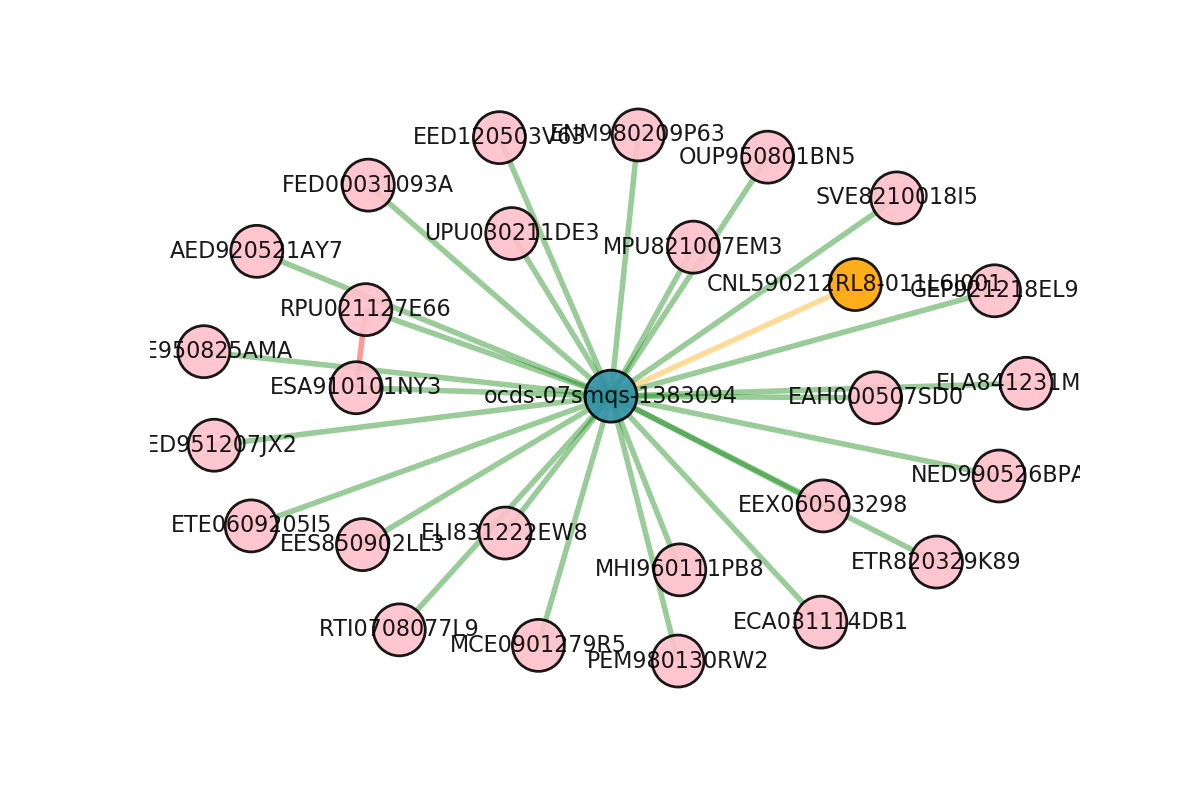 EED120503V63
ENM980209P63
OUP950801BN5
FED00031093A
SVE8210018I5
UPU030211DE3
MPU821007EM3
AED920521AY7
CNL590212RL8-011L6J001
GEP921218EL9
RPU021127E66
E950825AMA
ESA910101NY3
ELA841231M
ocds-07smqs-1383094
EAH000507SD0
ED951207JX2
NED990526BPA
EEX060503298
ETE0609205I5
EES850902LL3
ELI831222EW8
MHI960111PB8
ETR820329K89
RTI0708077L9
MCE0901279R5
PEM980130RW2
ECA031114DB1